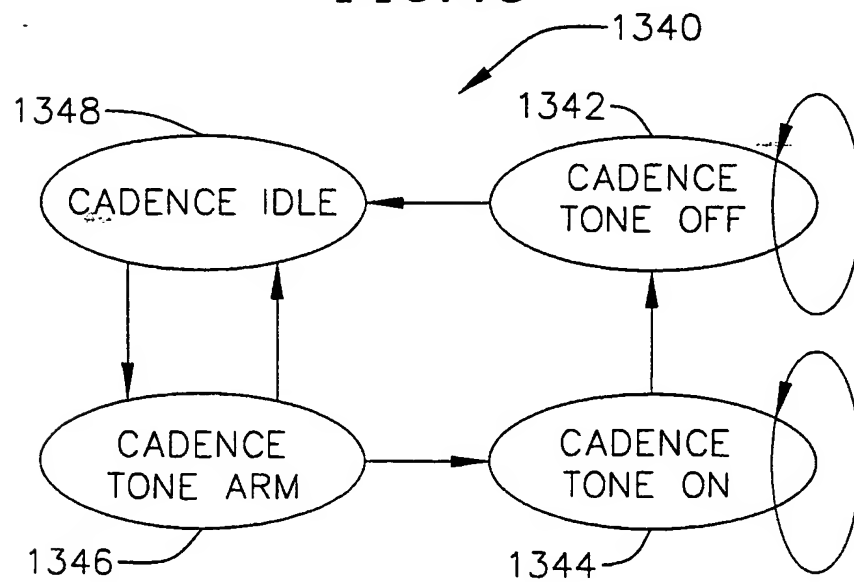 1340
1348
1342
CADENCE IDLE
CADENCE
TONE OFF
CADENCE
TONE ARM
CADENCE
TONE ON
1346
1344